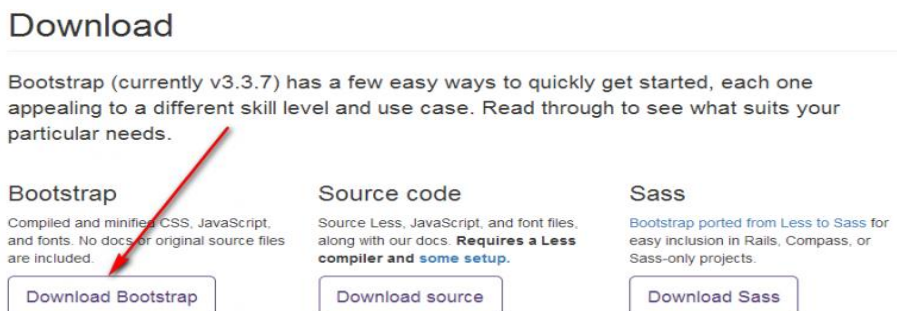 Download
Bootstrap (currently v3.3.7) has a few easy ways to quickly get started, each one
appealing to a different skill level and use case. Read through to see what suits your
particular needs.
Bootstrap
Compiled and minified CSS, JavaScript,
and fonts. No docs or original source files
are included.
Download Bootstrap
Source code
Source Less, JavaScript, and font files,
along with our docs. Requires a Less
compiler and some setup.
Download source
Sass
Bootstrap ported from Less to Sass for
easy inclusion in Rails, Compass, or
Sass-only projects.
Download Sass